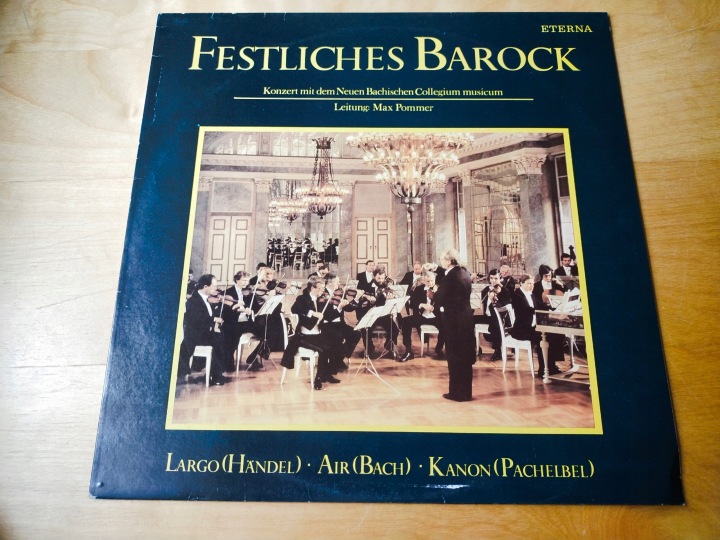 ETERNA
FESTLICHES BAROCK
Konzert mit dem Neuen Bachischen Collegium musicum
Leitung: Max Pommer
LARGO (HÄNDEL) · AIR (BACH) · KANON (PACHELBEL)